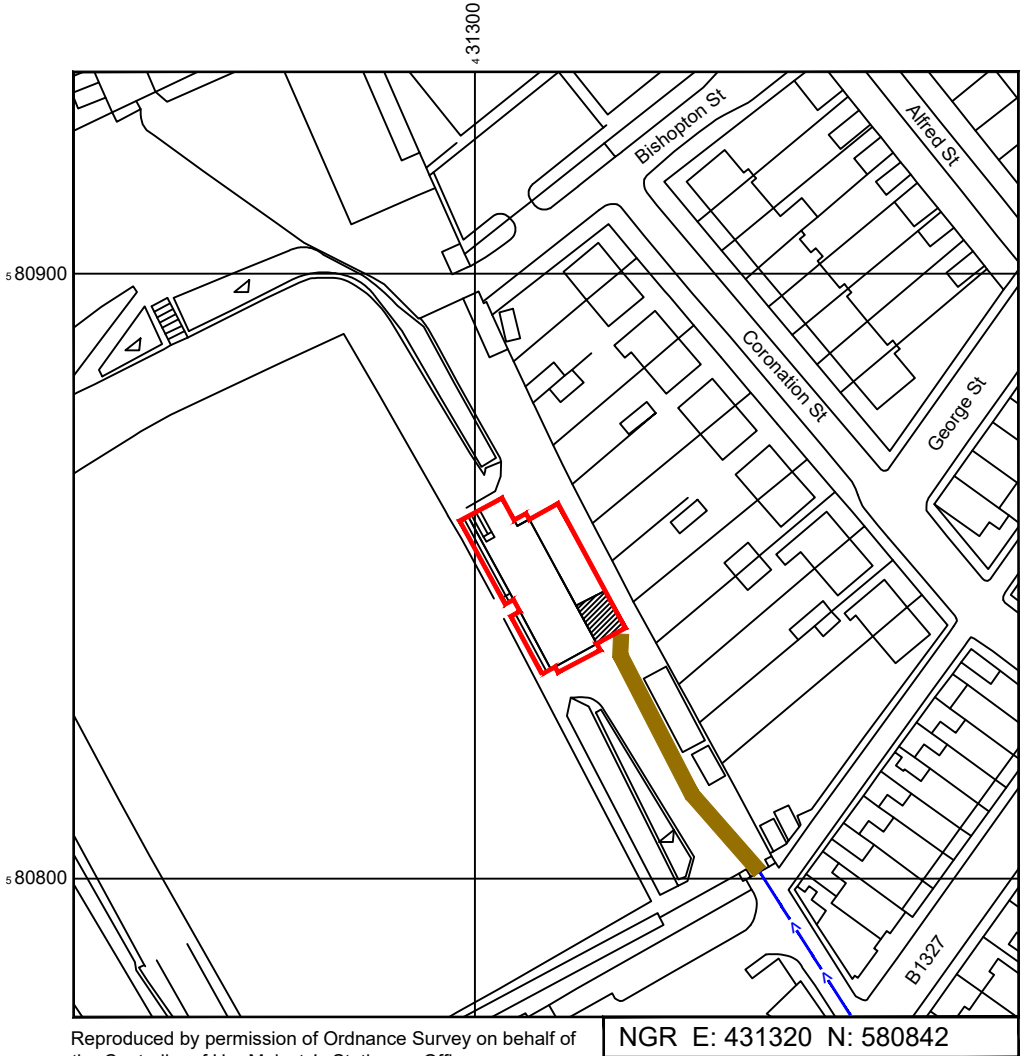 431300
Bishopton St
Alfred St
580900
Coronation St
George St
580800
B1327
Reproduced by permission of Ordnance Survey on behalf of
NGR E: 431320 N: 580842